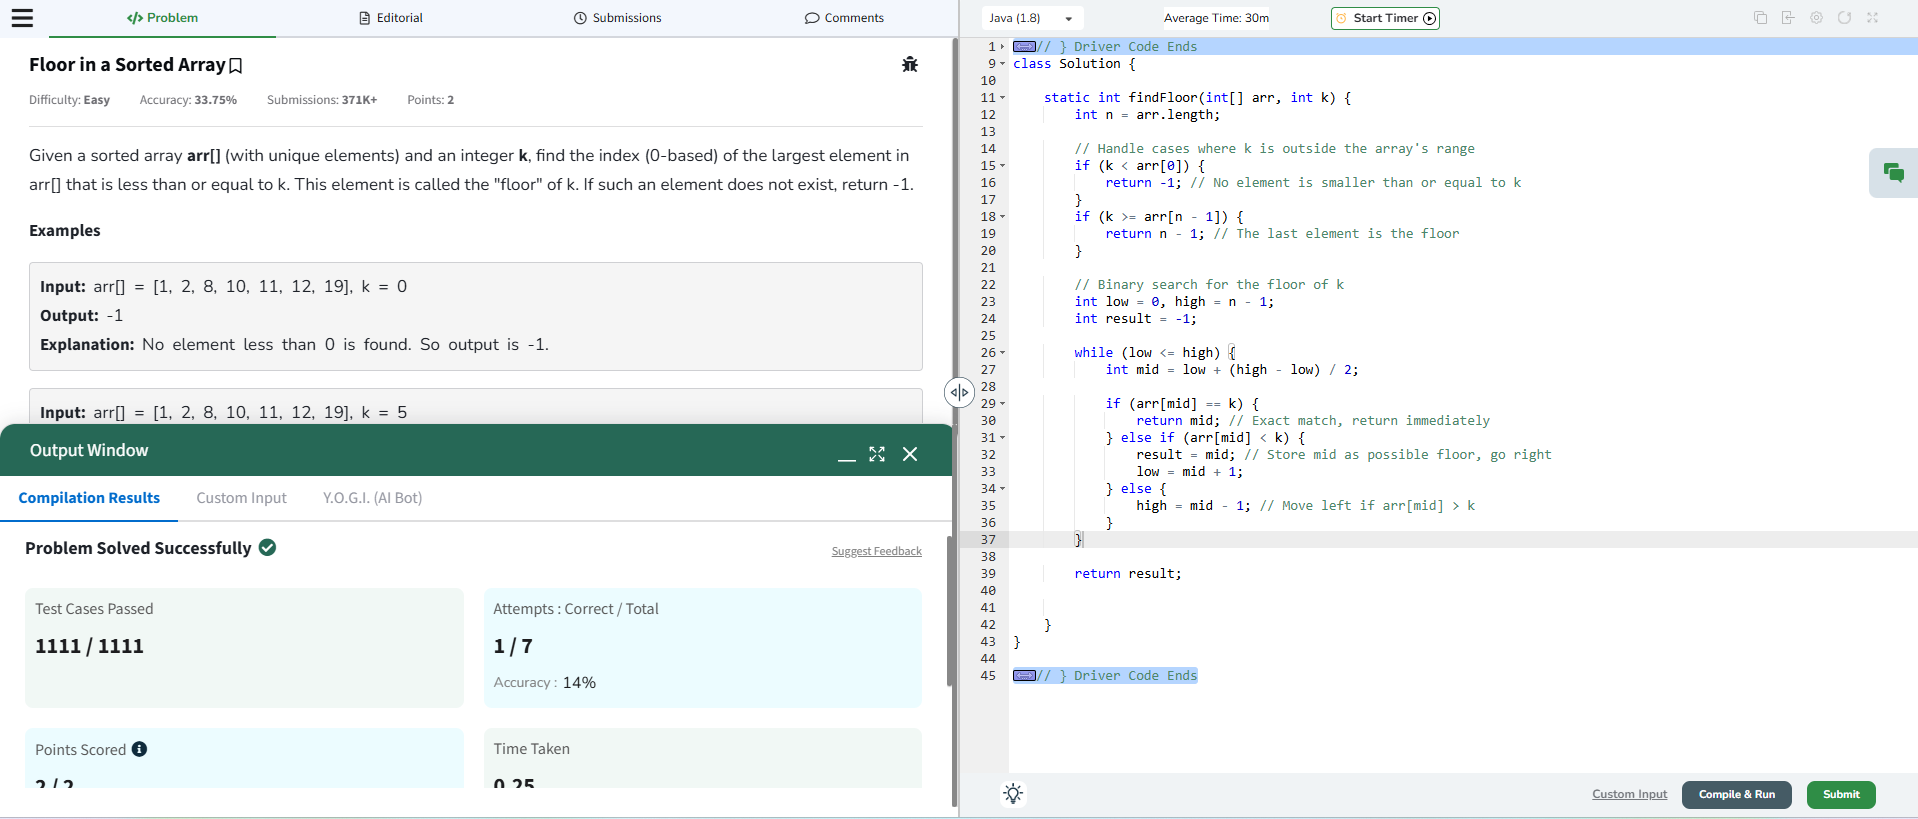 Problem
Editorial
Submissions
Comments
Floor in a Sorted Array
Difficulty: Easy Accuracy: 33.75% Submissions: 371K+ Points: 2
Given a sorted array arr[] (with unique elements) and an integer k, find the index (0-based) of the largest element in
arr[] that is less than or equal to k. This element is called the "floor" of k. If such an element does not exist, return -1.
Examples
Input: arr[] = [1, 2, 8, 10, 11, 12, 19], k = 0
Output: -1
Explanation: No element less than 0 is found. So output is -1.
Input: arr[] = [1, 2, 8, 10, 11, 12, 19], k = 5
Output Window
Compilation Results Custom Input Y.O.G.I. (AI Bot)
Problem Solved Successfully
Suggest Feedback
Test Cases Passed
1111 / 1111
Attempts : Correct / Total
1 / 7
Accuracy : 14%
Points Scored
2 / 2
Time Taken
0.25
Java (1.8)
Average Time: 30m
Start Timer
1 // } Driver Code Ends
9 class Solution {
10
11 static int findFloor(int[] arr, int k) {
12 int n = arr.length;
13
14 // Handle cases where k is outside the array's range
15 if (k < arr[0]) {
16 return -1; // No element is smaller than or equal to k
17 }
18 if (k >= arr[n - 1]) {
19 return n - 1; // The last element is the floor
20 }
21
22 // Binary search for the floor of k
23 int low = 0, high = n - 1;
24 int result = -1;
25
26 while (low <= high) {
27 int mid = low + (high - low) / 2;
28
29 if (arr[mid] == k) {
30 return mid; // Exact match, return immediately
31 } else if (arr[mid] < k) {
32 result = mid; // Store mid as possible floor, go right
33 low = mid + 1;
34 } else {
35 high = mid - 1; // Move left if arr[mid] > k
36 }
37 }
38
39 return result;
40
41
42 }
43 }
44
45 // } Driver Code Ends
Custom Input
Compile & Run
Submit